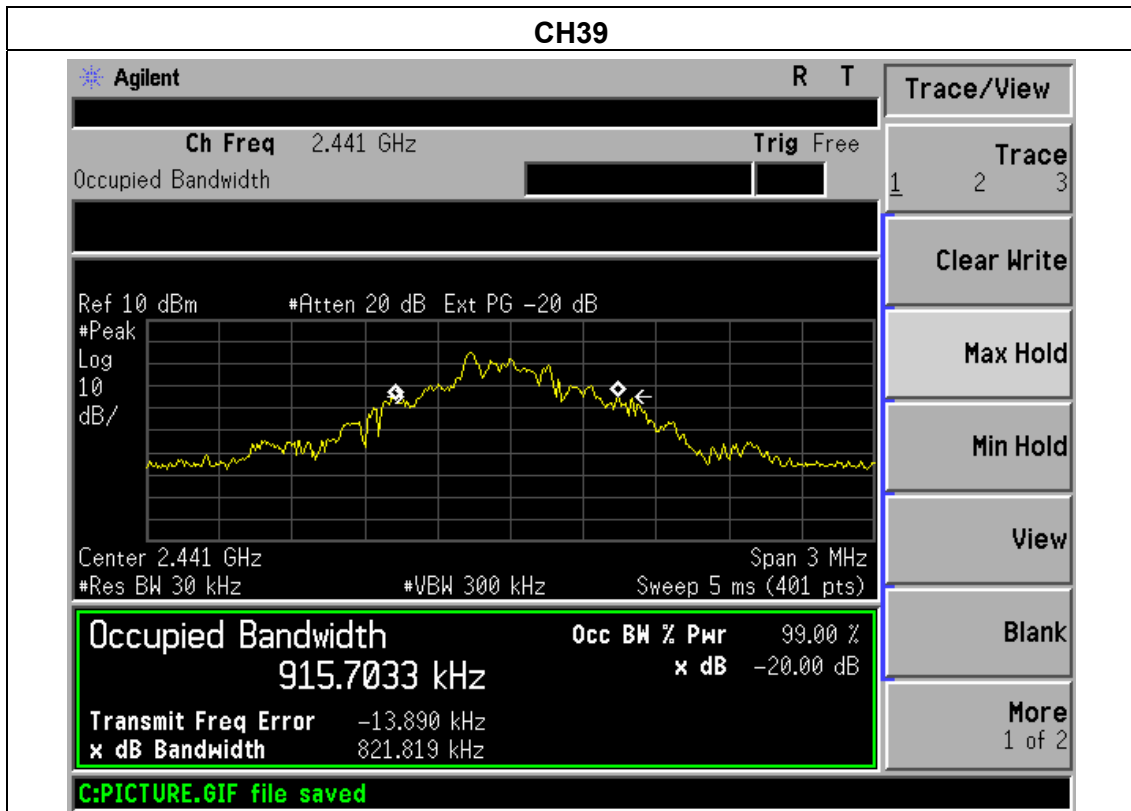 CH39
Agilent R T
Trace/View
Ch Freq 2.441 GHz Trig Free
Occupied Bandwidth
Trace
1 2 3
Clear Write
Ref 10 dBm #Atten 20 dB Ext PG -20 dB
#Peak
Log
10
dB/
Max Hold
Min Hold
View
Center 2.441 GHz Span 3 MHz
#Res BW 30 kHz #VBW 300 kHz Sweep 5 ms (401 pts)
Occupied Bandwidth Occ BW % Pwr 99.00 %
915.7033 kHz x dB -20.00 dB
Blank
Transmit Freq Error -13.890 kHz
x dB Bandwidth 821.819 kHz
More
1 of 2
C:PICTURE.GIF file saved